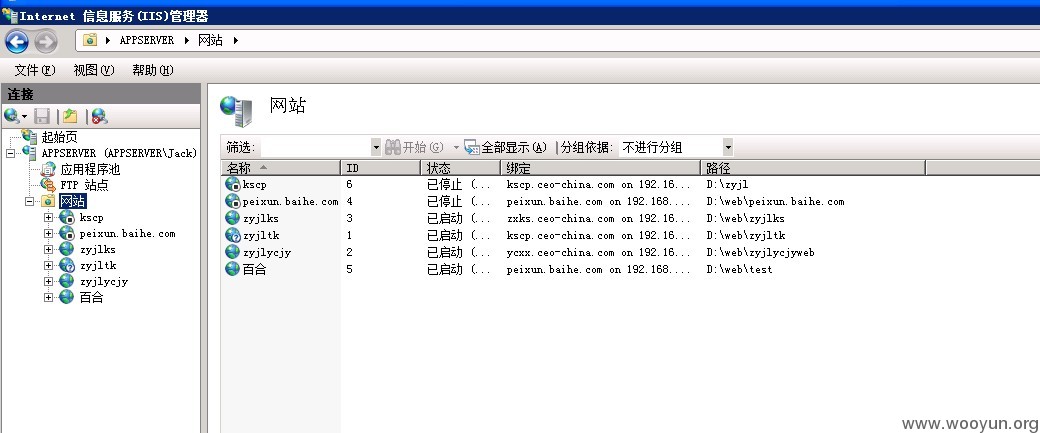 Internet 信息服务(IIS)管理器
APPSERVER 网站
文件(F) 视图(V) 帮助(H)
连接
起始页
APPSERVER (APPSERVER\Jack)
应用程序池
FTP 站点
网站
kscp
peixun.baihe.com
zyjlks
zyjltk
zyjlycjy
百合
网站
筛选: 开始(G) 全部显示(A) 分组依据: 不进行分组
名称 ID 状态 绑定 路径
kscp 6 已停止 (... kscp.ceo-china.com on 192.16... D:\zyjl
peixun.baihe.com 4 已停止 (... peixun.baihe.com on 192.168.... D:\web\peixun.baihe.com
zyjlks 3 已启动 (... zxks.ceo-china.com on 192.16... D:\web\zyjlks
zyjltk 1 已启动 (... kscp.ceo-china.com on 192.16... D:\web\zyjltk
zyjlycjy 2 已启动 (... ycxx.ceo-china.com on 192.16... D:\web\zyjlycjyweb
百合 5 已启动 (... peixun.baihe.com on 192.168.... D:\web\test
www.wooyun.org